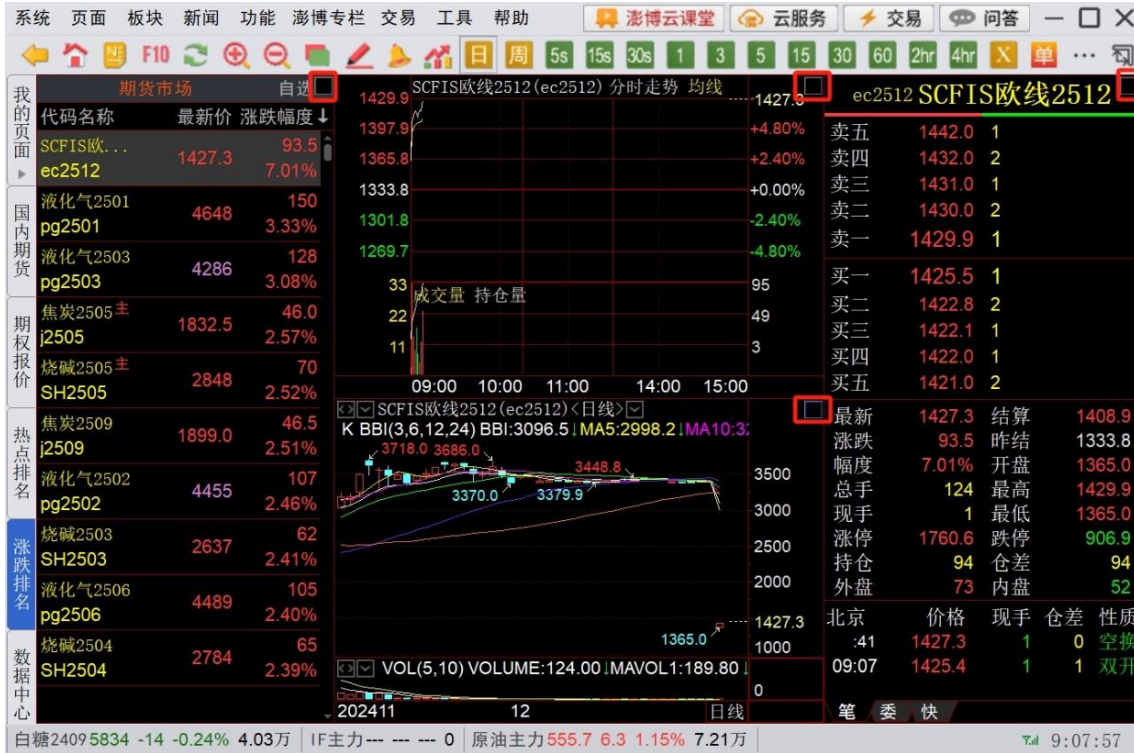 系统 页面 板块 新闻 功能 澎博专栏 交易 工具 帮助 澎博云课堂 云服务 交易 问答
NE F10 日 周 5s 15s 30s 1 3 5 15 30 60 2hr 4hr X 单
我的页面
国内期货
期权报价
热点排名
涨跌排名
数据中心
期货市场 自选
代码名称 最新价 涨跌幅度↓
SCFIS欧... 1427.3 93.5
ec2512 7.01%
液化气2501 4648 150
pg2501 3.33%
液化气2503 4286 128
pg2503 3.08%
焦炭2505主 1832.5 46.0
j2505 2.57%
烧碱2505主 2848 70
SH2505 2.52%
焦炭2509 1899.0 46.5
j2509 2.51%
液化气2502 4455 107
pg2502 2.46%
烧碱2503 2637 62
SH2503 2.41%
液化气2506 4489 105
pg2506 2.40%
烧碱2504 2784 65
SH2504 2.39%
SCFIS欧线2512(ec2512) 分时走势 均线
1429.9 1427.3
1397.9 +4.80%
1365.8 +2.40%
1333.8 +0.00%
1301.8 -2.40%
1269.7 -4.80%
33 成交量 持仓量 95
22 49
11 3
09:00 10:00 11:00 14:00 15:00
SCFIS欧线2512(ec2512)<日线>
K BBI(3,6,12,24) BBI:3096.5↓MA5:2998.2↓MA10:32
3718.0 3686.0 3448.8 3500
3370.0 3379.9
3000
2500
2000
1427.3
1365.0 1000
VOL(5,10) VOLUME:124.00↓MAVOL1:189.80↓
0
202411 12 日线
ec2512 SCFIS欧线2512
卖五 1442.0 1
卖四 1432.0 2
卖三 1431.0 1
卖二 1430.0 2
卖一 1429.9 1
买一 1425.5 1
买二 1422.8 2
买三 1422.1 1
买四 1422.0 1
买五 1421.0 2
最新 1427.3 结算 1408.9
涨跌 93.5 昨结 1333.8
幅度 7.01% 开盘 1365.0
总手 124 最高 1429.9
现手 1 最低 1365.0
涨停 1760.6 跌停 906.9
持仓 94 仓差 94
外盘 73 内盘 52
北京 价格 现手 仓差 性质
:41 1427.3 1 0 空换
09:07 1425.4 1 1 双开
笔 委 快
白糖2409 5834 -14 -0.24% 4.03万 IF主力 --- --- --- 0 原油主力 555.7 6.3 1.15% 7.21万 9:07:57